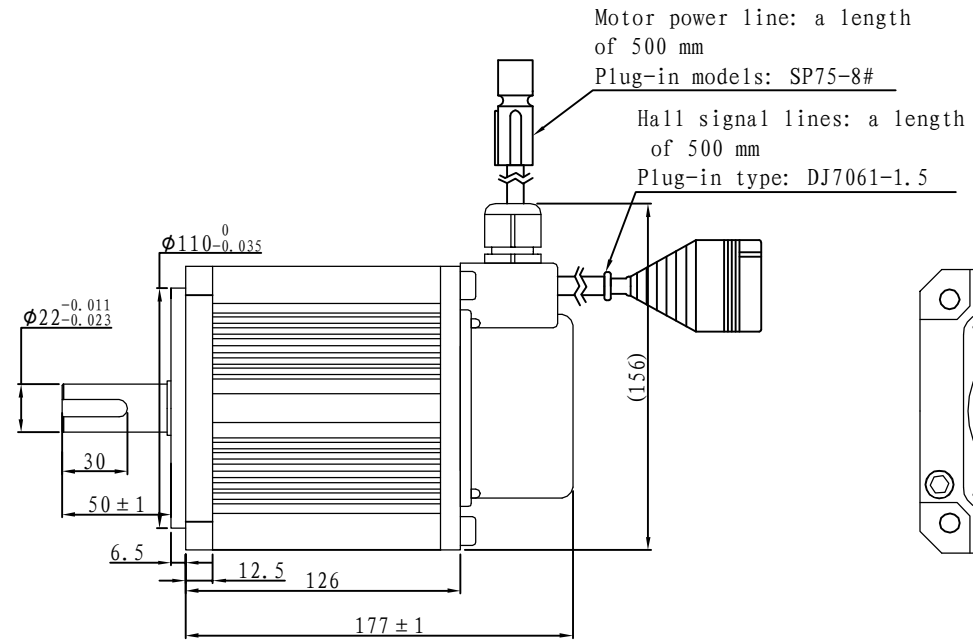 Motor power line: a length
of 500 mm
Plug-in models: SP75-8#
Hall signal lines: a length
of 500 mm
Plug-in type: DJ7061-1.5
ϕ110 0 -0.035
ϕ22 -0.011 -0.023
(156)
30
50±1
6.5
12.5
126
177±1